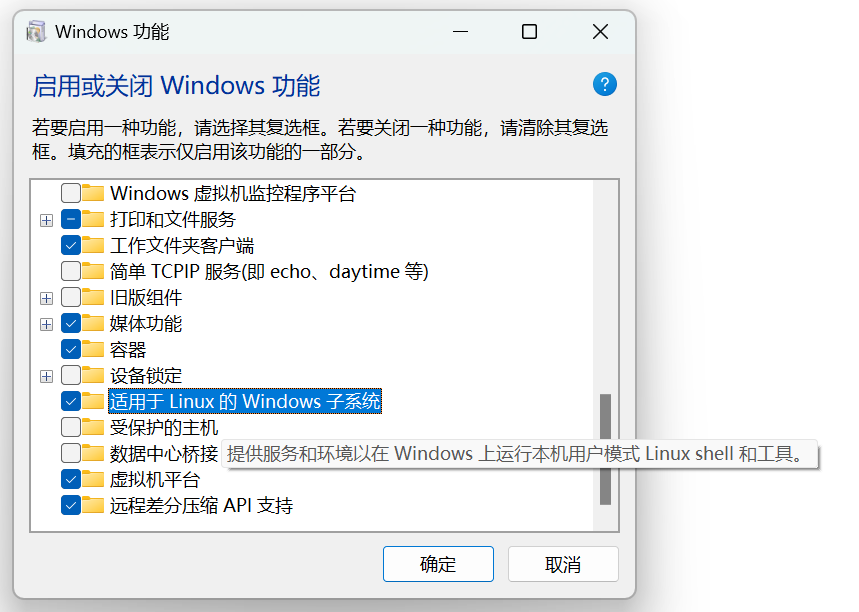 Windows 功能
启用或关闭 Windows 功能
?
若要启用一种功能，请选择其复选框。若要关闭一种功能，请清除其复选
框。填充的框表示仅启用该功能的一部分。
Windows 虚拟机监控程序平台
打印和文件服务
工作文件夹客户端
简单 TCPIP 服务(即 echo、daytime 等)
旧版组件
媒体功能
容器
设备锁定
适用于 Linux 的 Windows 子系统
受保护的主机
数据中心桥接
提供服务和环境以在 Windows 上运行本机用户模式 Linux shell 和工具。
虚拟机平台
远程差分压缩 API 支持
确定
取消